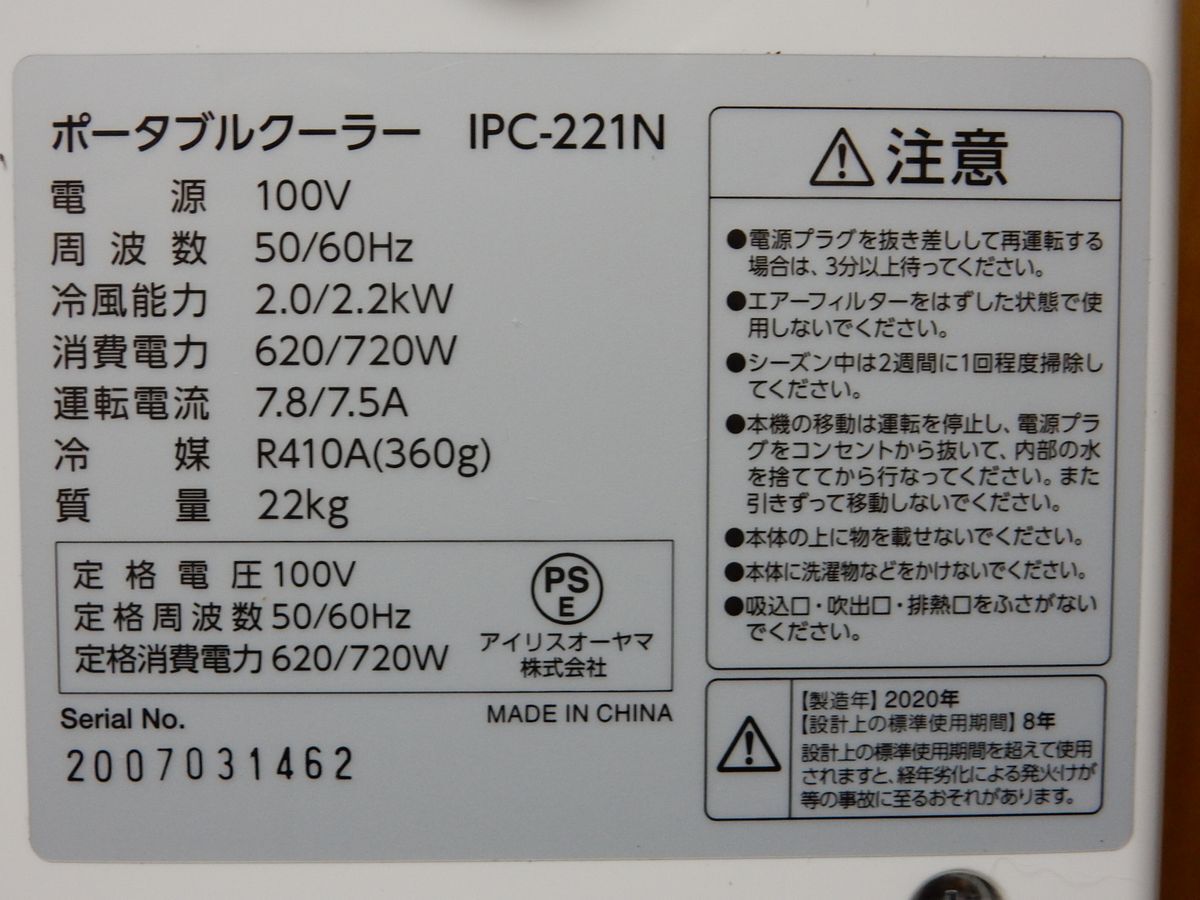 ポータブルクーラー IPC-221N
電源 100V
周波数 50/60Hz
冷風能力 2.0/2.2kW
消費電力 620/720W
運転電流 7.8/7.5A
冷媒 R410A(360g)
質量 22kg
定格電圧 100V
定格周波数 50/60Hz
定格消費電力 620/720W
PS
E
アイリスオーヤマ
株式会社
Serial No.
MADE IN CHINA
2007031462
注意
●電源プラグを抜き差しして再運転する
場合は、3分以上待ってください。
●エアーフィルターをはずした状態で使
用しないでください。
●シーズン中は2週間に1回程度掃除し
てください。
●本機の移動は運転を停止し、電源プラ
グをコンセントから抜いて、内部の水
を捨ててから行なってください。また
引きずって移動しないでください。
●本体の上に物を載せないでください。
●本体に洗濯物などをかけないでください。
●吸込口・吹出口・排熱口をふさがない
でください。
【製造年】2020年
【設計上の標準使用期間】8年
設計上の標準使用期間を超えて使用
されますと、経年劣化による発火・けが
等の事故に至るおそれがあります。